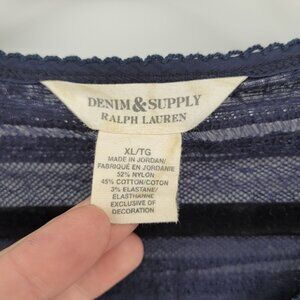 DENIM & SUPPLY
RALPH LAUREN
XL/TG
MADE IN JORDAN/
FABRIQUÉ EN JORDANIE
52% NYLON
45% COTTON/COTON
3% ELASTANE/
ELASTHANNE
EXCLUSIVE OF
DECORATION